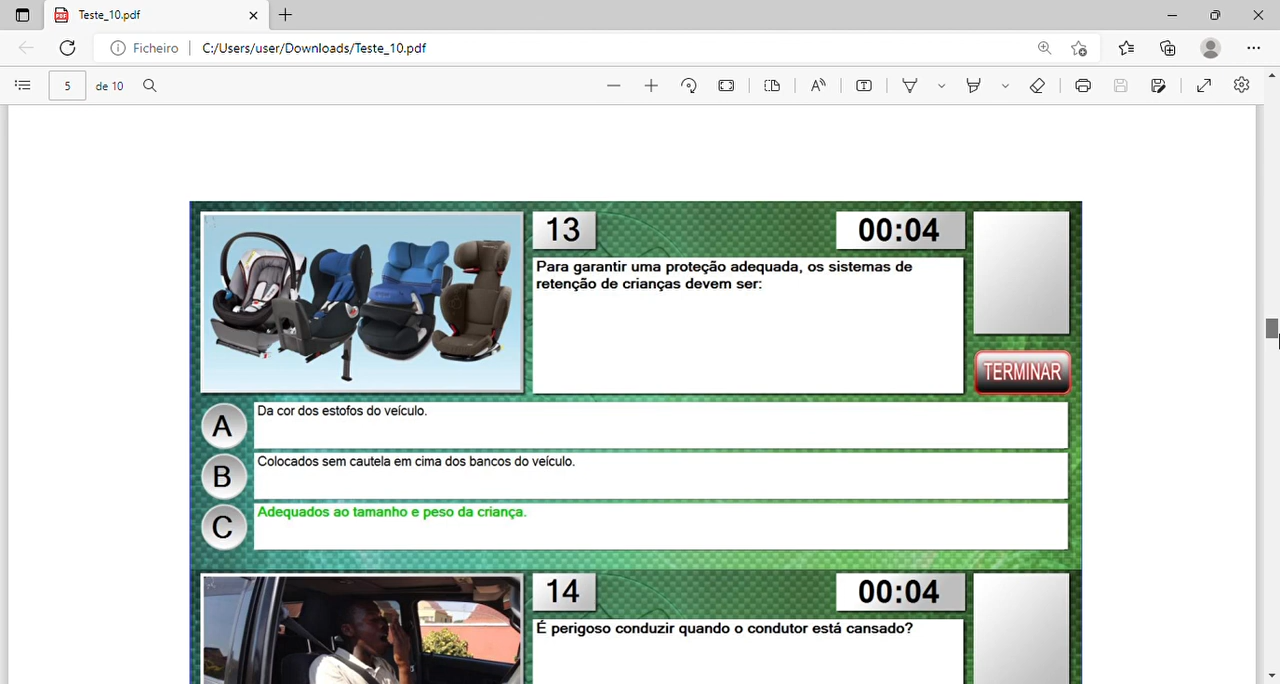 Teste_10.pdf
Ficheiro
C:/Users/user/Downloads/Teste_10.pdf
5 de 10
13
00:04
Para garantir uma proteção adequada, os sistemas de
retenção de crianças devem ser:
TERMINAR
A
Da cor dos estofos do veículo.
B
Colocados sem cautela em cima dos bancos do veículo.
C
Adequados ao tamanho e peso da criança.
14
00:04
É perigoso conduzir quando o condutor está cansado?